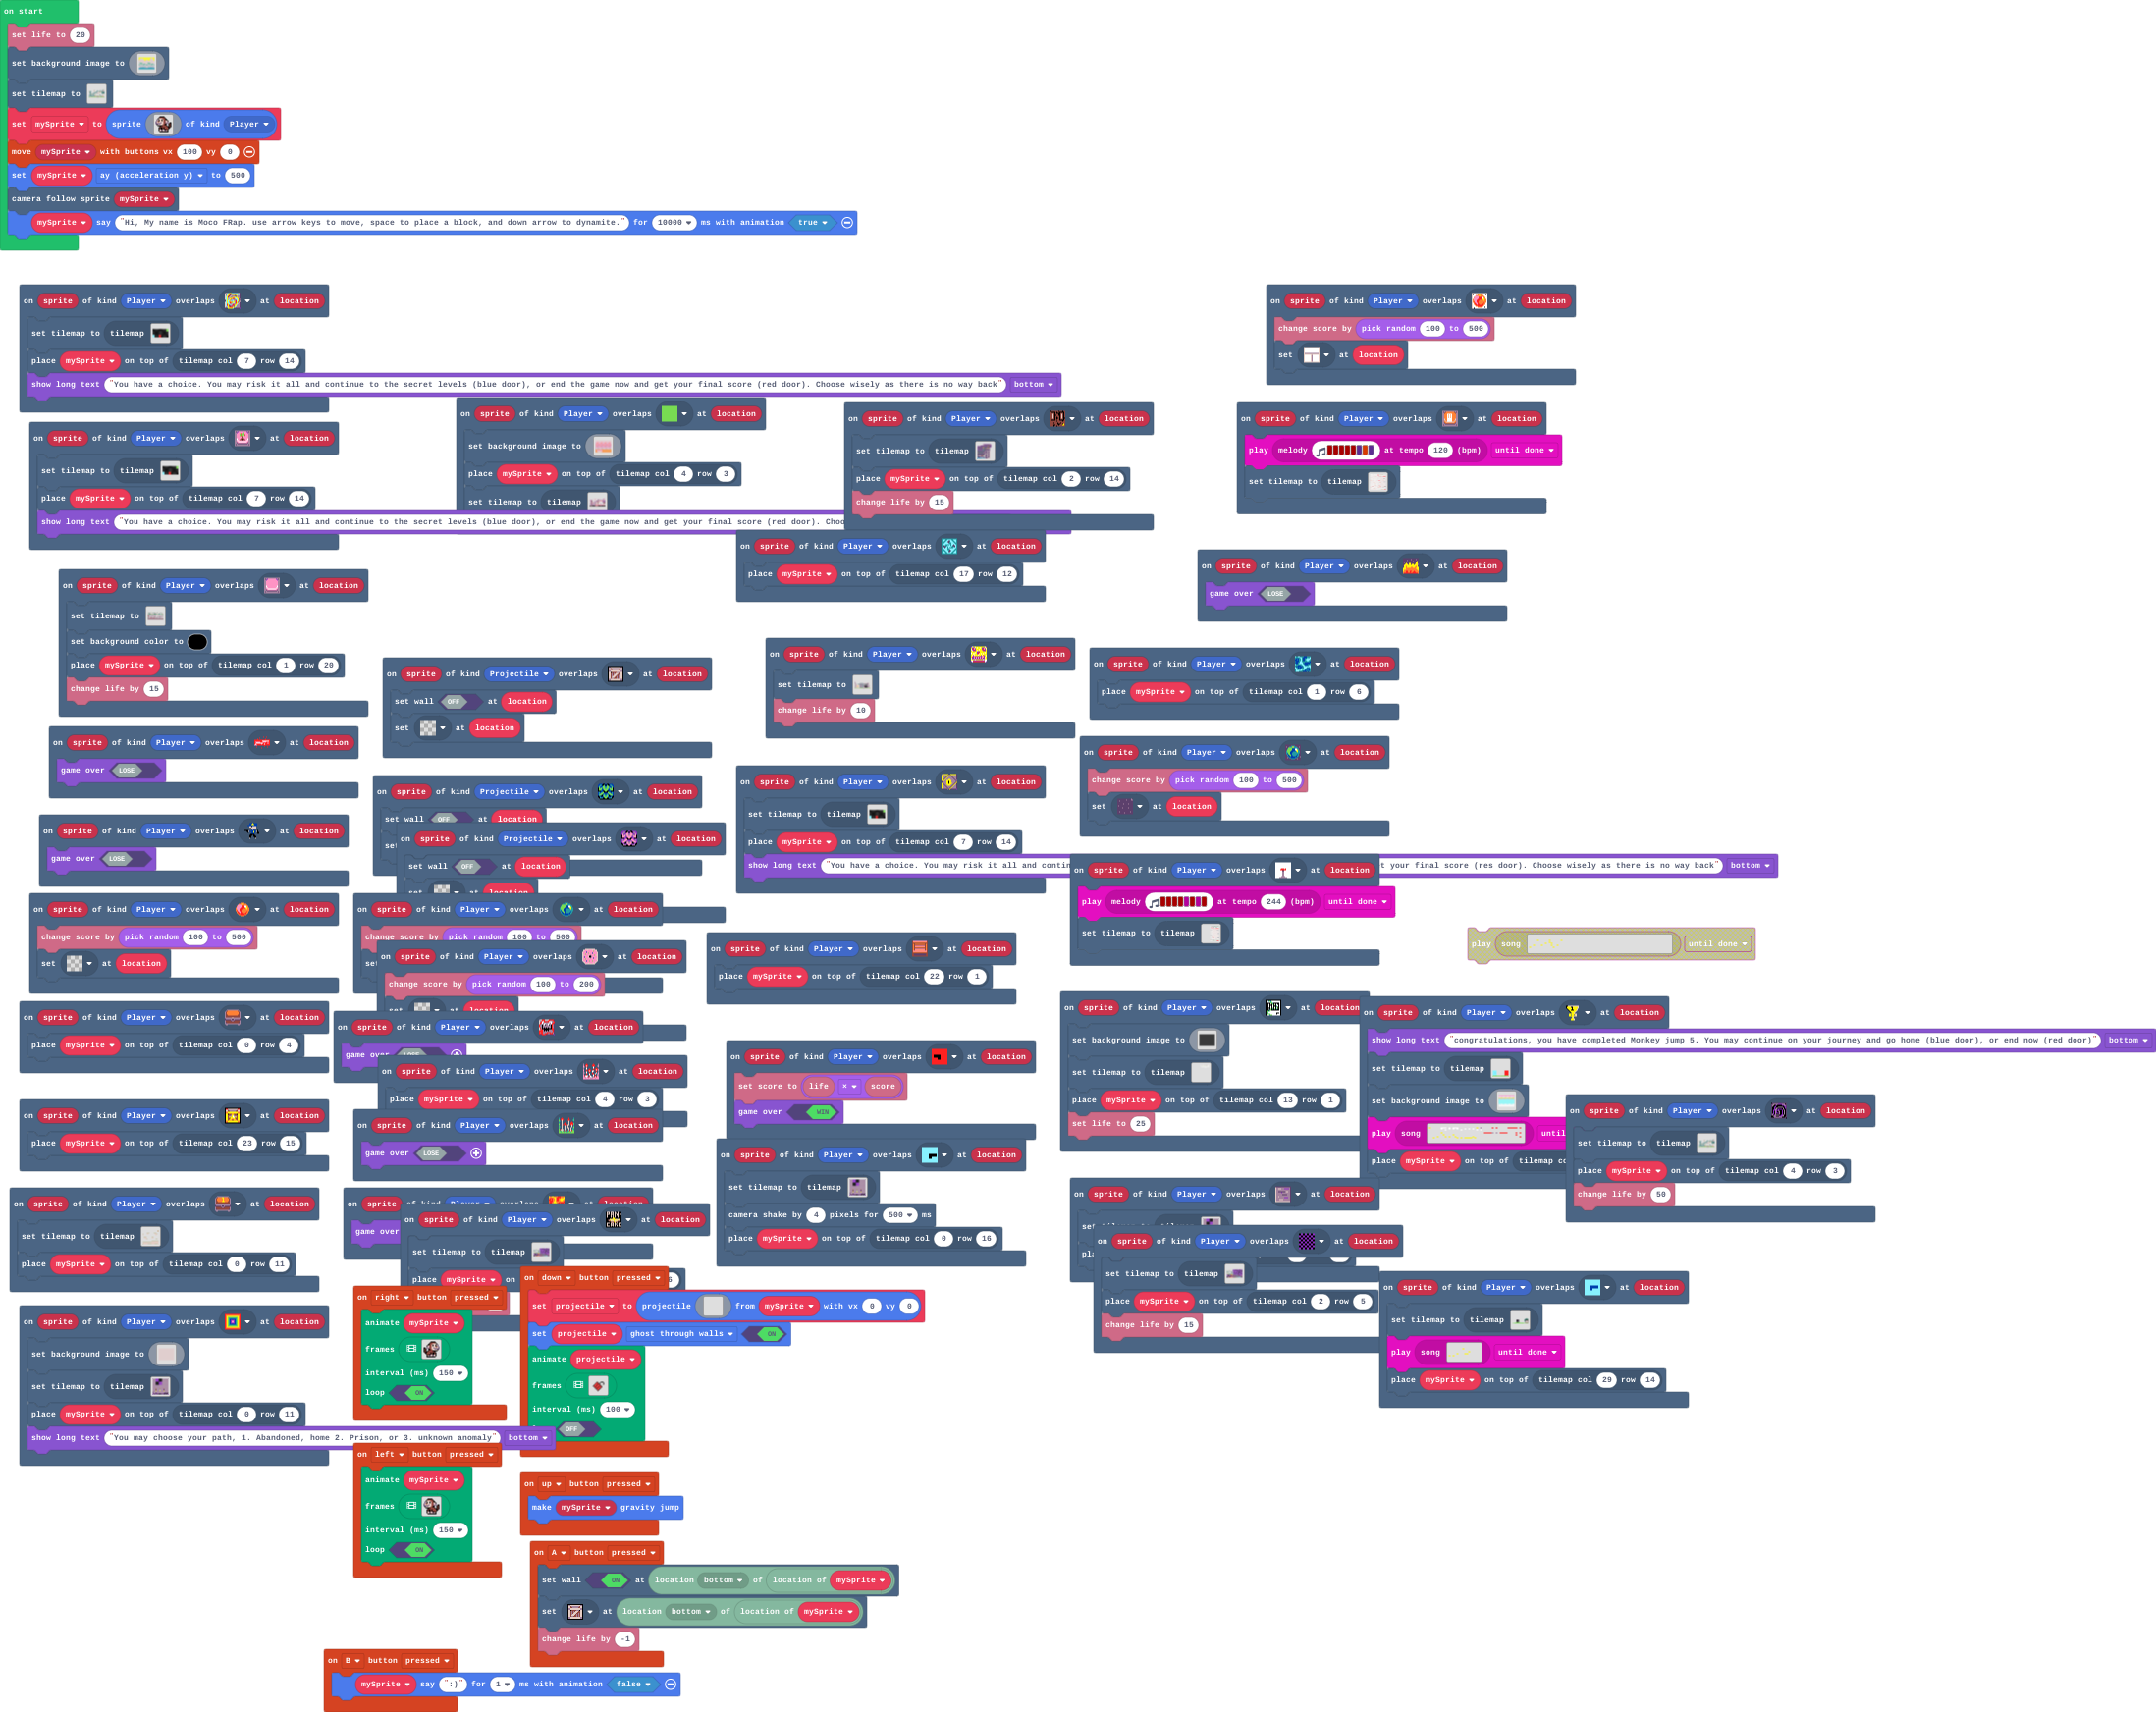 on start
set life to 20
set background image to
set tilemap to
set mySprite to sprite of kind Player
move mySprite with buttons vx 100 vy 0
set mySprite ay (acceleration y) to 500
camera follow sprite mySprite
mySprite say "Hi, My name is Moco FRap. use arrow keys to move, space to place a block, and down arrow to dynamite." for 10000 ms with animation true
on sprite of kind Player overlaps at location
set tilemap to tilemap
place mySprite on top of tilemap col 7 row 14
show long text "You have a choice. You may risk it all and continue to the secret levels (blue door), or end the game now and get your final score (red door). Choose wisely as there is no way back" bottom
on sprite of kind Player overlaps at location
change score by pick random 100 to 500
set at location
on sprite of kind Player overlaps at location
set tilemap to tilemap
place mySprite on top of tilemap col 7 row 14
show long text "You have a choice. You may risk it all and continue to the secret levels (blue door), or end the game now and get your final score (red door).
on sprite of kind Player overlaps at location
set background image to
place mySprite on top of tilemap col 4 row 3
set tilemap to tilemap
on sprite of kind Player overlaps at location
set tilemap to tilemap
place mySprite on top of tilemap col 2 row 14
change life by 15
on sprite of kind Player overlaps at location
play melody at tempo 120 (bpm) until done
set tilemap to tilemap
on sprite of kind Player overlaps at location
place mySprite on top of tilemap col 17 row 12
on sprite of kind Player overlaps at location
game over LOSE
on sprite of kind Player overlaps at location
set tilemap to
set background color to
place mySprite on top of tilemap col 1 row 20
change life by 15
on sprite of kind Projectile overlaps at location
set wall OFF at location
set at location
on sprite of kind Player overlaps at location
set tilemap to
change life by 10
on sprite of kind Player overlaps at location
place mySprite on top of tilemap col 1 row 6
on sprite of kind Player overlaps at location
game over LOSE
on sprite of kind Projectile overlaps at location
set wall OFF at location
on sprite of kind Projectile overlaps at location
set wall OFF at location
set at location
on sprite of kind Player overlaps at location
set tilemap to tilemap
place mySprite on top of tilemap col 7 row 14
show long text "You have a choice. You may risk it all and t your final score (res door). Choose wisely as there is no way back" bottom
on sprite of kind Player overlaps at location
change score by pick random 100 to 500
set at location
on sprite of kind Player overlaps at location
game over LOSE
on sprite of kind Player overlaps at location
play melody at tempo 244 (bpm) until done
set tilemap to tilemap
play song until done
on sprite of kind Player overlaps at location
change score by pick random 100 to 500
set at location
on sprite of kind Player overlaps at location
change score by pick random 100 to 500
on sprite of kind Player overlaps at location
change score by pick random 100 to 200
set at location
on sprite of kind Player overlaps at location
place mySprite on top of tilemap col 22 row 1
on sprite of kind Player overlaps at location
place mySprite on top of tilemap col 0 row 4
on sprite of kind Player overlaps at location
game over LOSE
on sprite of kind Player overlaps at location
place mySprite on top of tilemap col 4 row 3
on sprite of kind Player overlaps at location
game over LOSE
on sprite of kind Player overlaps at location
set score to life × score
game over WIN
on sprite of kind Player overlaps at location
set background image to
set tilemap to tilemap
place mySprite on top of tilemap col 13 row 1
set life to 25
on sprite of kind Player overlaps at location
show long text "congratulations, you have completed Monkey jump 5. You may continue on your journey and go home (blue door), or end now (red door)" bottom
set tilemap to tilemap
set background image to
play song
place mySprite on top of
on sprite of kind Player overlaps at location
set tilemap to tilemap
place mySprite on top of tilemap col 4 row 3
change life by 50
on sprite of kind Player overlaps at location
place mySprite on top of tilemap col 23 row 15
on sprite of kind Player overlaps at location
set tilemap to tilemap
camera shake by 4 pixels for 500 ms
place mySprite on top of tilemap col 0 row 16
on sprite of kind Player overlaps at location
set tilemap to tilemap
place mySprite on top of tilemap col 0 row 11
on sprite of kind Player overlaps at location
game over
on sprite of kind Player overlaps at location
set tilemap to tilemap
place mySprite on
on sprite of kind Player overlaps at location
on sprite of kind Player overlaps at location
set tilemap to tilemap
place mySprite on top of tilemap col 2 row 5
change life by 15
on sprite of kind Player overlaps at location
set tilemap to tilemap
play song until done
place mySprite on top of tilemap col 29 row 14
on sprite of kind Player overlaps at location
set background image to
set tilemap to tilemap
place mySprite on top of tilemap col 0 row 11
show long text "You may choose your path, 1. Abandoned, home 2. Prison, or 3. unknown anomaly" bottom
on right button pressed
animate mySprite
frames
interval (ms) 150
loop ON
on down button pressed
set projectile to projectile from mySprite with vx 0 vy 0
set projectile ghost through walls ON
animate projectile
frames
interval (ms) 100
OFF
on left button pressed
animate mySprite
frames
interval (ms) 150
loop ON
on up button pressed
make mySprite gravity jump
on A button pressed
set wall ON at location bottom of location of mySprite
set at location bottom of location of mySprite
change life by -1
on B button pressed
mySprite say ":)" for 1 ms with animation false